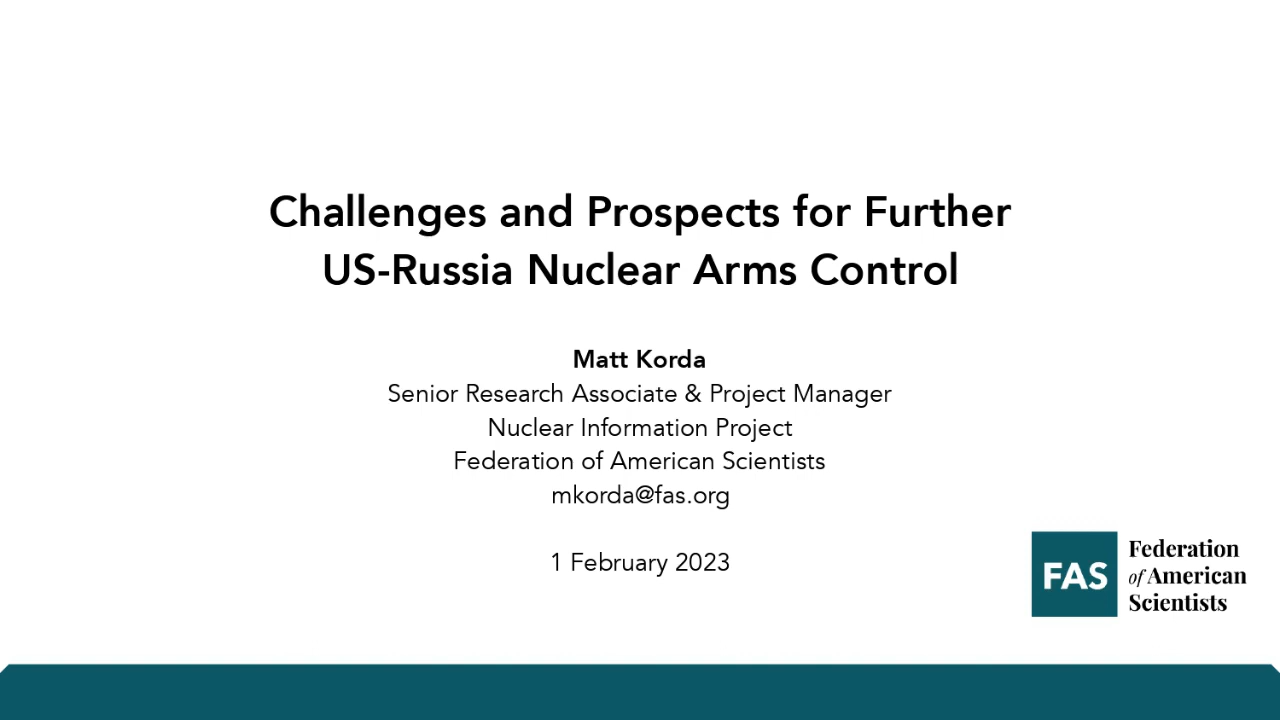 Challenges and Prospects for Further
US-Russia Nuclear Arms Control
Matt Korda
Senior Research Associate & Project Manager
Nuclear Information Project
Federation of American Scientists
mkorda@fas.org
1 February 2023
FAS
Federation
of American
Scientists